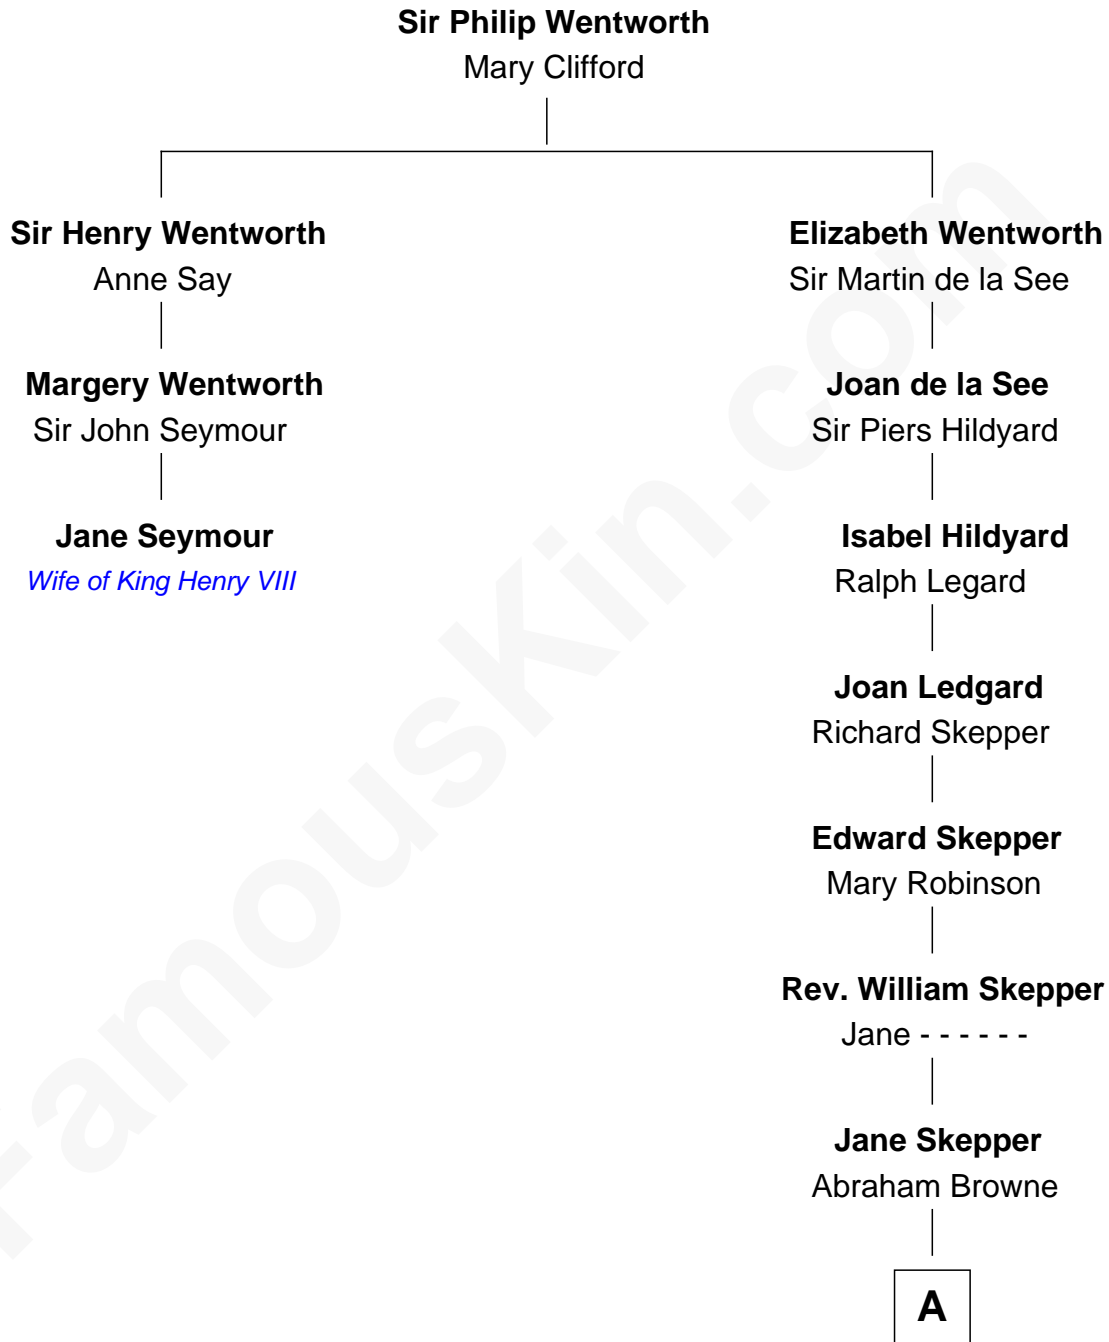 Sir Philip Wentworth
Mary Clifford
Sir Henry Wentworth
Anne Say
Elizabeth Wentworth
Sir Martin de la See
Margery Wentworth
Sir John Seymour
Joan de la See
Sir Piers Hildyard
Jane Seymour
Wife of King Henry VIII
Isabel Hildyard
Ralph Legard
Joan Ledgard
Richard Skepper
Edward Skepper
Mary Robinson
Rev. William Skepper
Jane - - - - - -
Jane Skepper
Abraham Browne
A
FamousKin.com